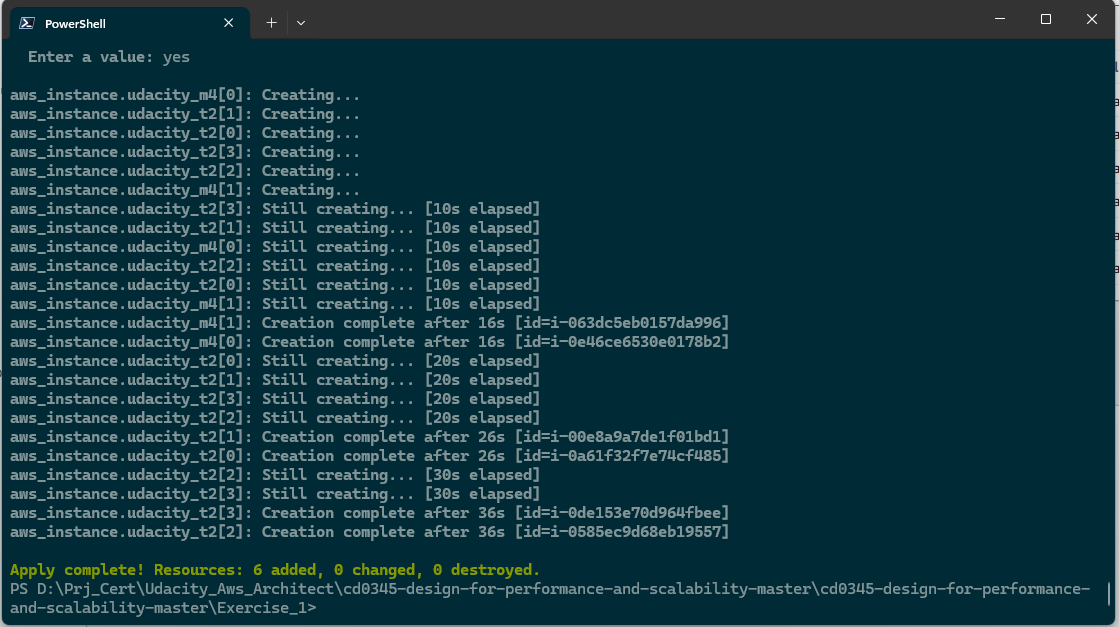 PowerShell
Enter a value: yes
aws_instance.udacity_m4[0]: Creating...
aws_instance.udacity_t2[1]: Creating...
aws_instance.udacity_t2[0]: Creating...
aws_instance.udacity_t2[3]: Creating...
aws_instance.udacity_t2[2]: Creating...
aws_instance.udacity_m4[1]: Creating...
aws_instance.udacity_t2[3]: Still creating... [10s elapsed]
aws_instance.udacity_t2[1]: Still creating... [10s elapsed]
aws_instance.udacity_m4[0]: Still creating... [10s elapsed]
aws_instance.udacity_t2[2]: Still creating... [10s elapsed]
aws_instance.udacity_t2[0]: Still creating... [10s elapsed]
aws_instance.udacity_m4[1]: Still creating... [10s elapsed]
aws_instance.udacity_m4[1]: Creation complete after 16s [id=i-063dc5eb0157da996]
aws_instance.udacity_m4[0]: Creation complete after 16s [id=i-0e46ce6530e0178b2]
aws_instance.udacity_t2[0]: Still creating... [20s elapsed]
aws_instance.udacity_t2[1]: Still creating... [20s elapsed]
aws_instance.udacity_t2[3]: Still creating... [20s elapsed]
aws_instance.udacity_t2[2]: Still creating... [20s elapsed]
aws_instance.udacity_t2[1]: Creation complete after 26s [id=i-00e8a9a7de1f01bd1]
aws_instance.udacity_t2[0]: Creation complete after 26s [id=i-0a61f32f7e74cf485]
aws_instance.udacity_t2[2]: Still creating... [30s elapsed]
aws_instance.udacity_t2[3]: Still creating... [30s elapsed]
aws_instance.udacity_t2[3]: Creation complete after 36s [id=i-0de153e70d964fbee]
aws_instance.udacity_t2[2]: Creation complete after 36s [id=i-0585ec9d68eb19557]
Apply complete! Resources: 6 added, 0 changed, 0 destroyed.
PS D:\Prj_Cert\Udacity_Aws_Architect\cd0345-design-for-performance-and-scalability-master\cd0345-design-for-performance-
and-scalability-master\Exercise_1>